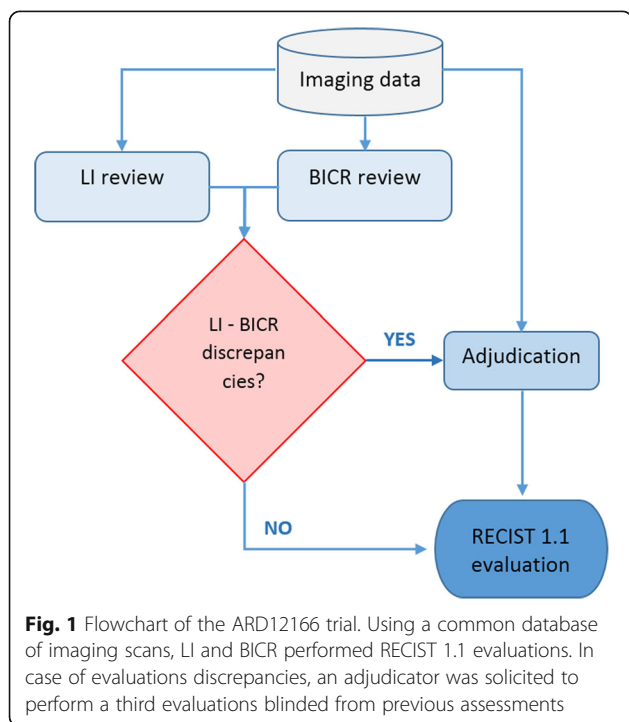 Imaging data
LI review
BICR review
LI - BICR
discrepan
cies?
YES
Adjudication
NO
RECIST 1.1
evaluation
Fig. 1 Flowchart of the ARD12166 trial. Using a common database
of imaging scans, LI and BICR performed RECIST 1.1 evaluations. In
case of evaluations discrepancies, an adjudicator was solicited to
perform a third evaluations blinded from previous assessments